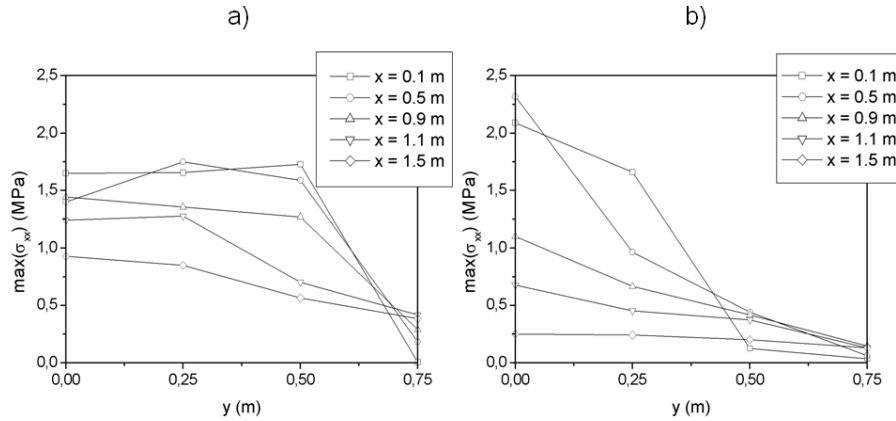 a)
x = 0.1 m
x = 0.5 m
x = 0.9 m
x = 1.1 m
x = 1.5 m
2,5
2,0
1,5
1,0
0,5
0,0
max(σxx) (MPa)
0,00
0,25
0,50
0,75
y (m)
b)
x = 0.1 m
x = 0.5 m
x = 0.9 m
x = 1.1 m
x = 1.5 m
2,5
2,0
1,5
1,0
0,5
0,0
max(σxx) (MPa)
0,00
0,25
0,50
0,75
y (m)